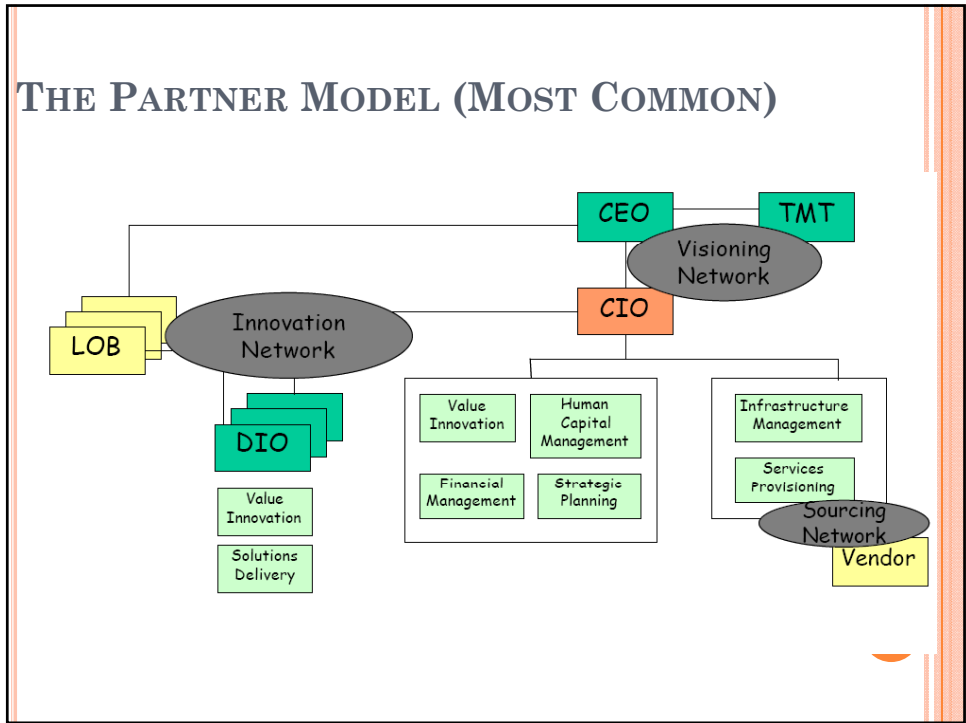 THE PARTNER MODEL (MOST COMMON)
CEO
TMT
Visioning
Network
CIO
Innovation
Network
LOB
DIO
Value
Innovation
Solutions
Delivery
Value
Innovation
Human
Capital
Management
Financial
Management
Strategic
Planning
Infrastructure
Management
Services
Provisioning
Sourcing
Network
Vendor